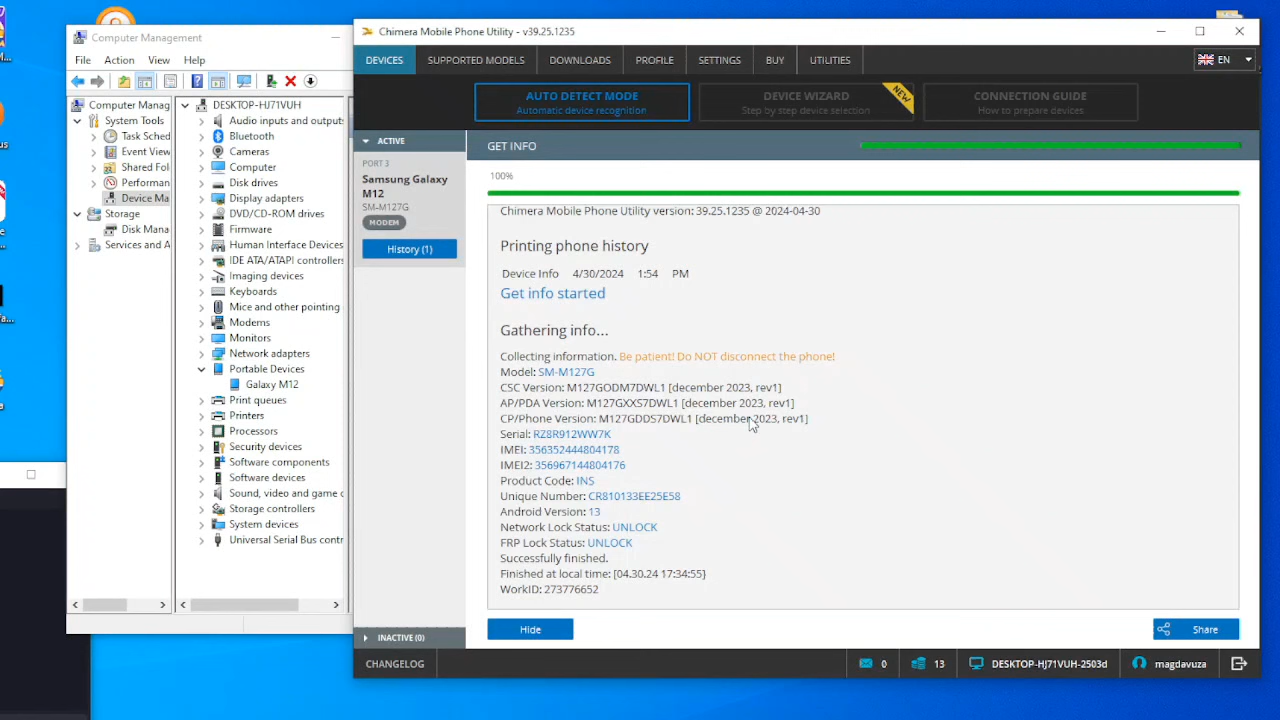 Computer Management
File Action View Help
Computer Manag
System Tools
Task Sched
Event View
Shared Fol
Performan
Device Ma
Storage
Disk Mana
Services and A
DESKTOP-HJ71VUH
Audio inputs and outputs
Bluetooth
Cameras
Computer
Disk drives
Display adapters
DVD/CD-ROM drives
Firmware
Human Interface Devices
IDE ATA/ATAPI controllers
Imaging devices
Keyboards
Mice and other pointing
Modems
Monitors
Network adapters
Portable Devices
Galaxy M12
Print queues
Printers
Processors
Security devices
Software components
Software devices
Sound, video and game c
Storage controllers
System devices
Universal Serial Bus contr
Chimera Mobile Phone Utility - v39.25.1235
DEVICES SUPPORTED MODELS DOWNLOADS PROFILE SETTINGS BUY UTILITIES EN
AUTO DETECT MODE
Automatic device recognition
DEVICE WIZARD
Step by step device selection
NEW
CONNECTION GUIDE
How to prepare devices
ACTIVE
PORT 3
Samsung Galaxy
M12
SM-M127G
MODEM
History (1)
INACTIVE (0)
GET INFO
100%
Chimera Mobile Phone Utility version: 39.25.1235 @ 2024-04-30
Printing phone history
Device Info 4/30/2024 1:54 PM
Get info started
Gathering info...
Collecting information. Be patient! Do NOT disconnect the phone!
Model: SM-M127G
CSC Version: M127GODM7DWL1 [december 2023, rev1]
AP/PDA Version: M127GXXS7DWL1 [december 2023, rev1]
CP/Phone Version: M127GDDS7DWL1 [december 2023, rev1]
Serial: RZ8R912WW7K
IMEI: 356352444804178
IMEI2: 356967144804176
Product Code: INS
Unique Number: CR810133EE25E58
Android Version: 13
Network Lock Status: UNLOCK
FRP Lock Status: UNLOCK
Successfully finished.
Finished at local time: [04.30.24 17:34:55}
WorkID: 273776652
Hide
Share
CHANGELOG 0 13 DESKTOP-HJ71VUH-2503d magdavuza